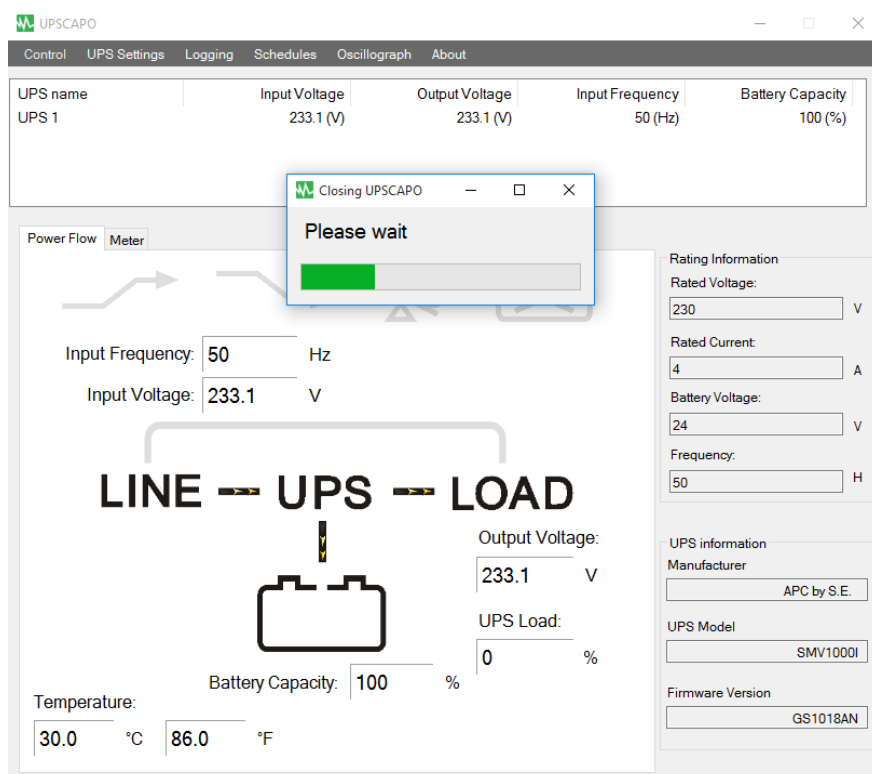 UPSCAPO
Control UPS Settings Logging Schedules Oscillograph About
UPS name Input Voltage Output Voltage Input Frequency Battery Capacity
UPS 1 233.1 (V) 233.1 (V) 50 (Hz) 100 (%)
Closing UPSCAPO
Please wait
Power Flow Meter
Input Frequency: 50 Hz
Input Voltage: 233.1 V
LINE UPS LOAD
Output Voltage:
233.1 V
UPS Load:
0 %
Battery Capacity: 100 %
Temperature:
30.0 °C 86.0 °F
Rating Information
Rated Voltage:
230 V
Rated Current:
4 A
Battery Voltage:
24 V
Frequency:
50 H
UPS information
Manufacturer
APC by S.E.
UPS Model
SMV1000I
Firmware Version
GS1018AN